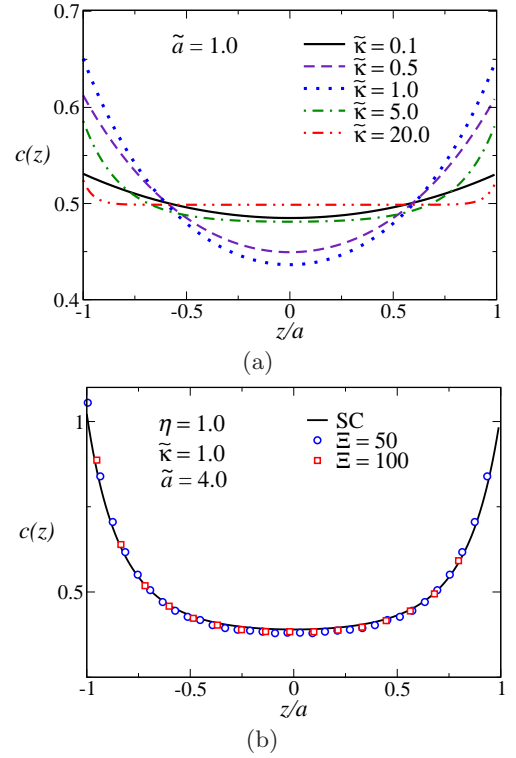 0.7
ã = 1.0
κ̃ = 0.1
κ̃ = 0.5
0.6
κ̃ = 1.0
κ̃ = 5.0
κ̃ = 20.0
c(z)
0.5
0.4
-1 -0.5 0 0.5 1
z/a
(a)
η = 1.0
SC
κ̃ = 1.0
Ξ = 50
1
ã = 4.0
Ξ = 100
c(z)
0.5
-1 -0.5 0 0.5 1
z/a
(b)